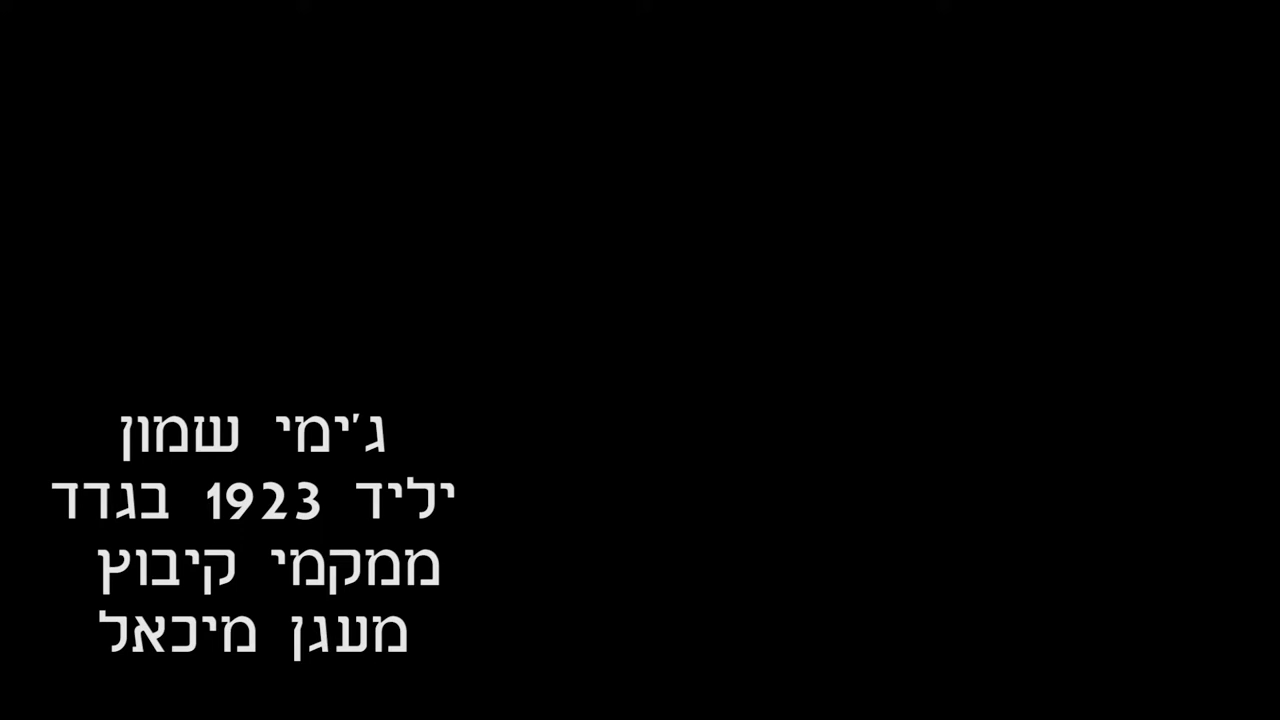 ג'ימי שמון
יליד 1923 בגדד
ממקמי קיבוץ
מעגן מיכאל